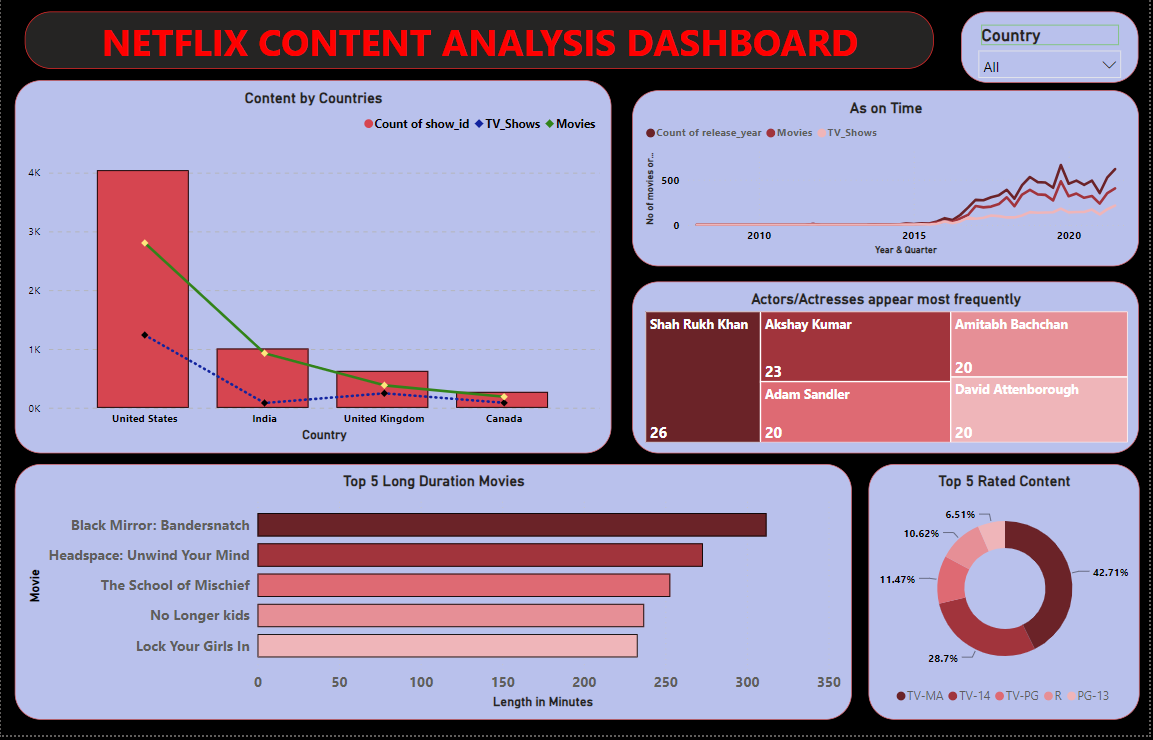 NETFLIX CONTENT ANALYSIS DASHBOARD
Country
All
Content by Countries
Count of show_id TV_Shows Movies
4K
3K
2K
1K
0K
United States India United Kingdom Canada
Country
As on Time
Count of release_year Movies TV_Shows
No of movies or...
500
0
2010 2015 2020
Year & Quarter
Actors/Actresses appear most frequently
Shah Rukh Khan
26
Akshay Kumar
23
Adam Sandler
20
Amitabh Bachchan
20
David Attenborough
20
Top 5 Long Duration Movies
Movie
Black Mirror: Bandersnatch
Headspace: Unwind Your Mind
The School of Mischief
No Longer kids
Lock Your Girls In
0 50 100 150 200 250 300 350
Length in Minutes
Top 5 Rated Content
6.51%
10.62%
11.47%
28.7%
42.71%
TV-MA TV-14 TV-PG R PG-13